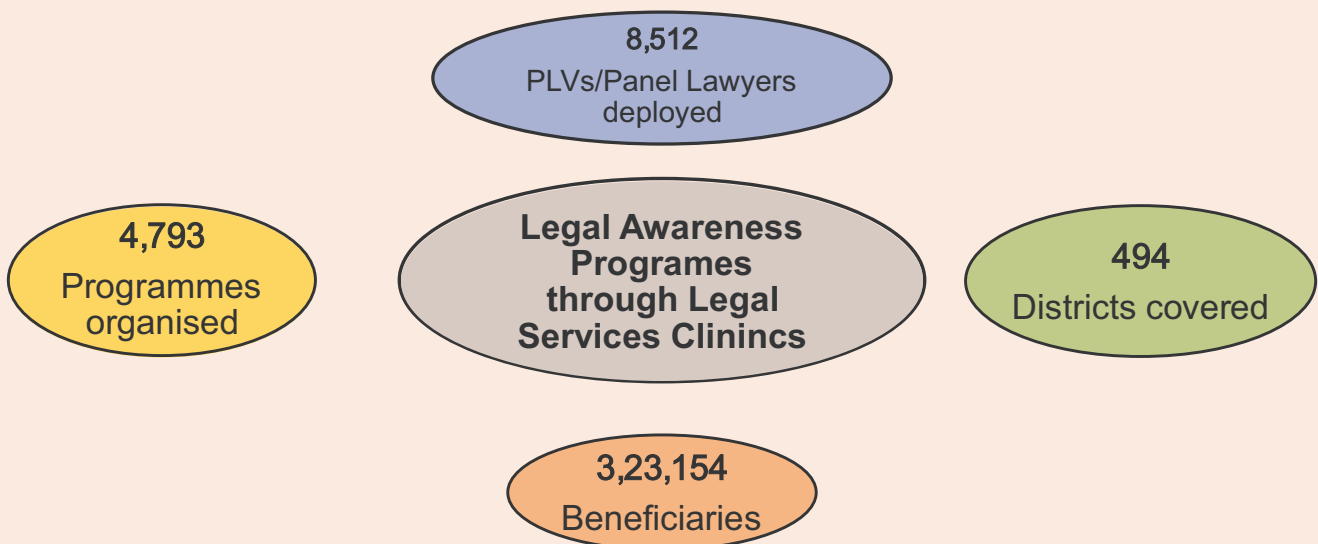 8,512
PLVs/Panel Lawyers
deployed
4,793
Programmes
organised
Legal Awareness
Programes
through Legal
Services Clinincs
494
Districts covered
3,23,154
Beneficiaries